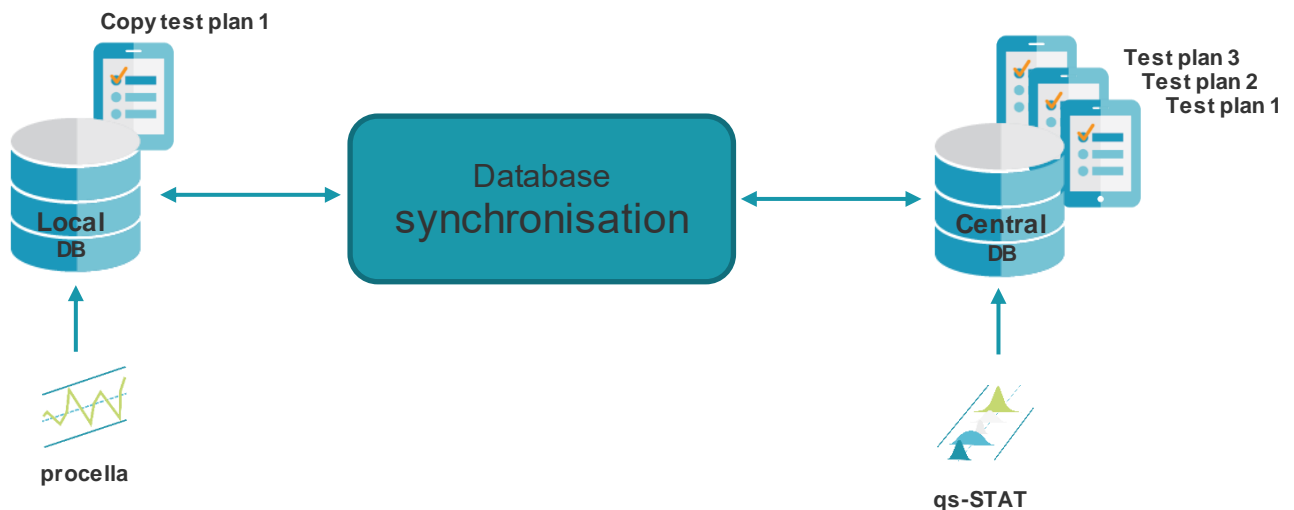 Copy test plan 1
Test plan 3
Test plan 2
Test plan 1
Database
synchronisation
Local
DB
Central
DB
procella
qs-STAT